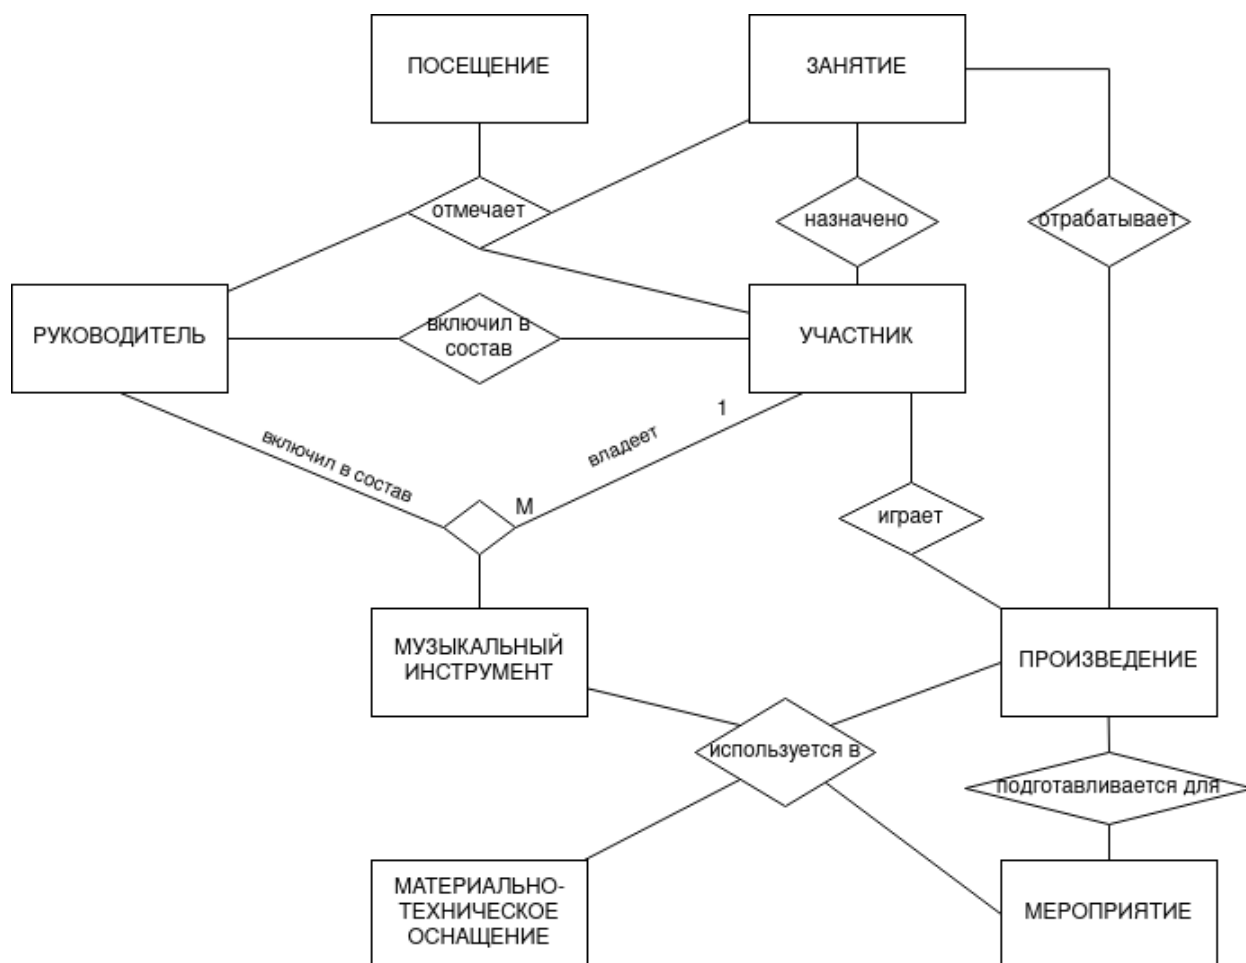 ПОСЕЩЕНИЕ
ЗАНЯТИЕ
отмечает
назначено
отрабатывает
РУКОВОДИТЕЛЬ
включил в
состав
УЧАСТНИК
1
владеет
включил в состав
М
играет
МУЗЫКАЛЬНЫЙ
ИНСТРУМЕНТ
ПРОИЗВЕДЕНИЕ
используется в
подготавливается для
МАТЕРИАЛЬНО-
ТЕХНИЧЕСКОЕ
ОСНАЩЕНИЕ
МЕРОПРИЯТИЕ